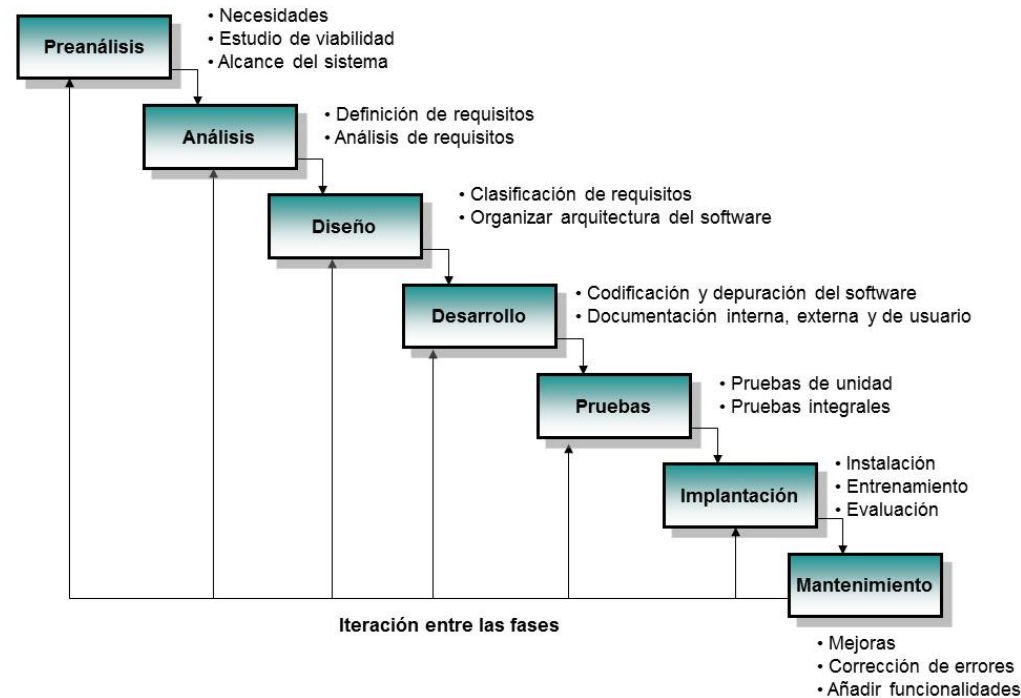 Preanálisis
• Necesidades
• Estudio de viabilidad
• Alcance del sistema
Análisis
• Definición de requisitos
• Análisis de requisitos
Diseño
• Clasificación de requisitos
• Organizar arquitectura del software
Desarrollo
• Codificación y depuración del software
• Documentación interna, externa y de usuario
Pruebas
• Pruebas de unidad
• Pruebas integrales
Implantación
• Instalación
• Entrenamiento
• Evaluación
Mantenimiento
Iteración entre las fases
• Mejoras
• Corrección de errores
• Añadir funcionalidades